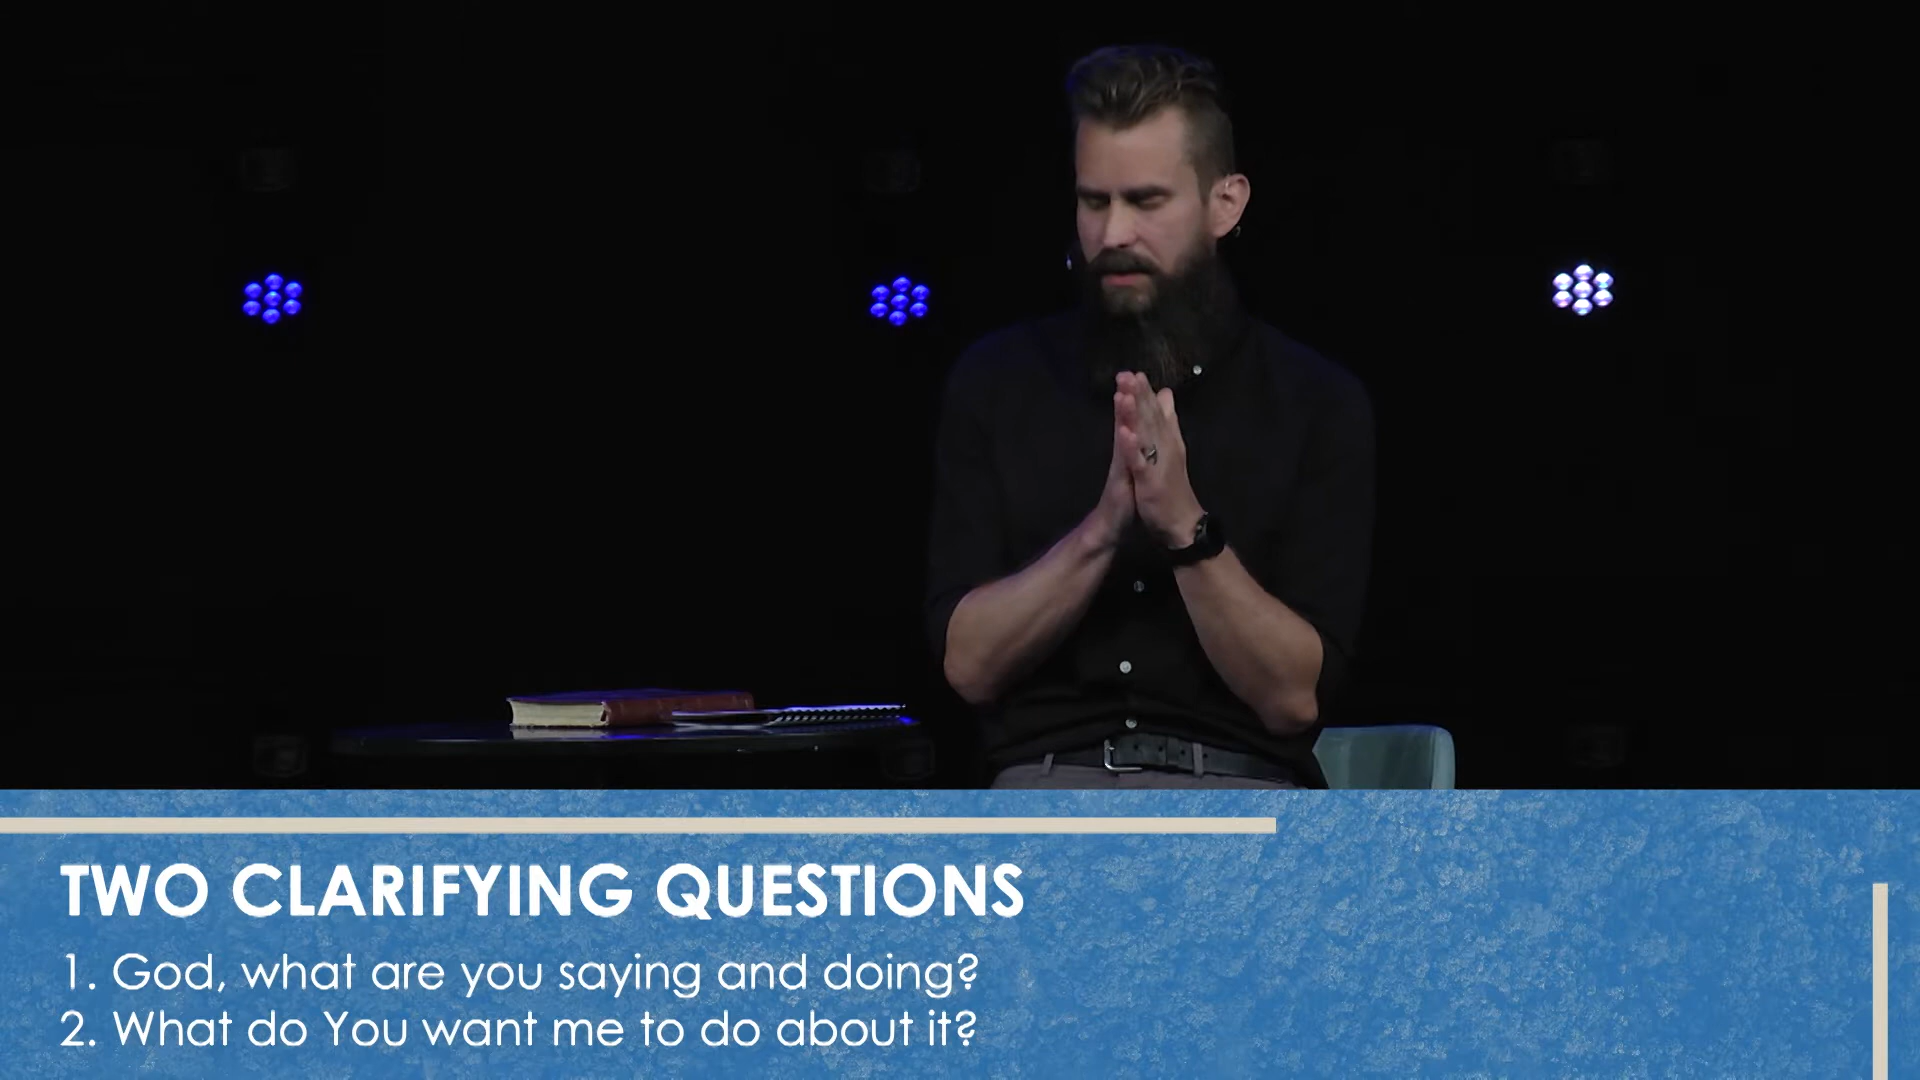 TWO CLARIFYING QUESTIONS
1. God, what are you saying and doing?
2. What do You want me to do about it?